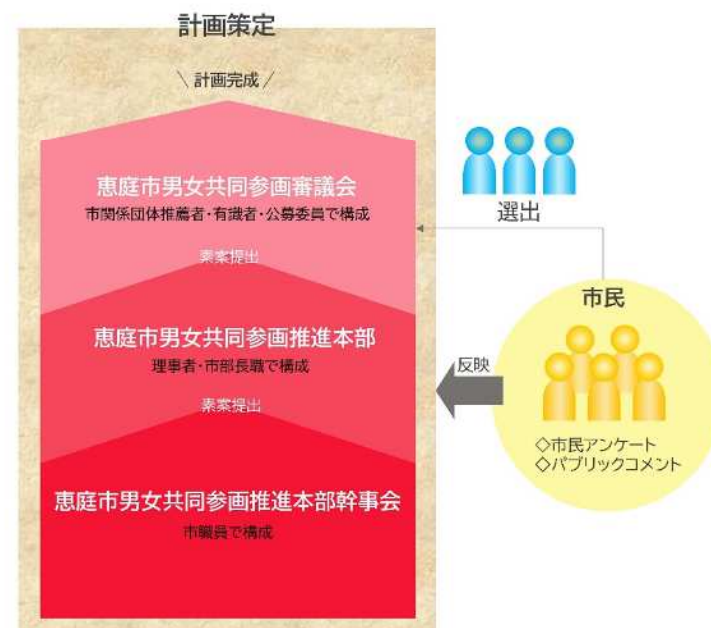 計画策定
\ 計画完成 /
恵庭市男女共同参画審議会
市関係団体推薦者・有識者・公募委員で構成
素案提出
恵庭市男女共同参画推進本部
理事者・市部長職で構成
素案提出
恵庭市男女共同参画推進本部幹事会
市職員で構成
選出
市民
反映
◇市民アンケート
◇パブリックコメント